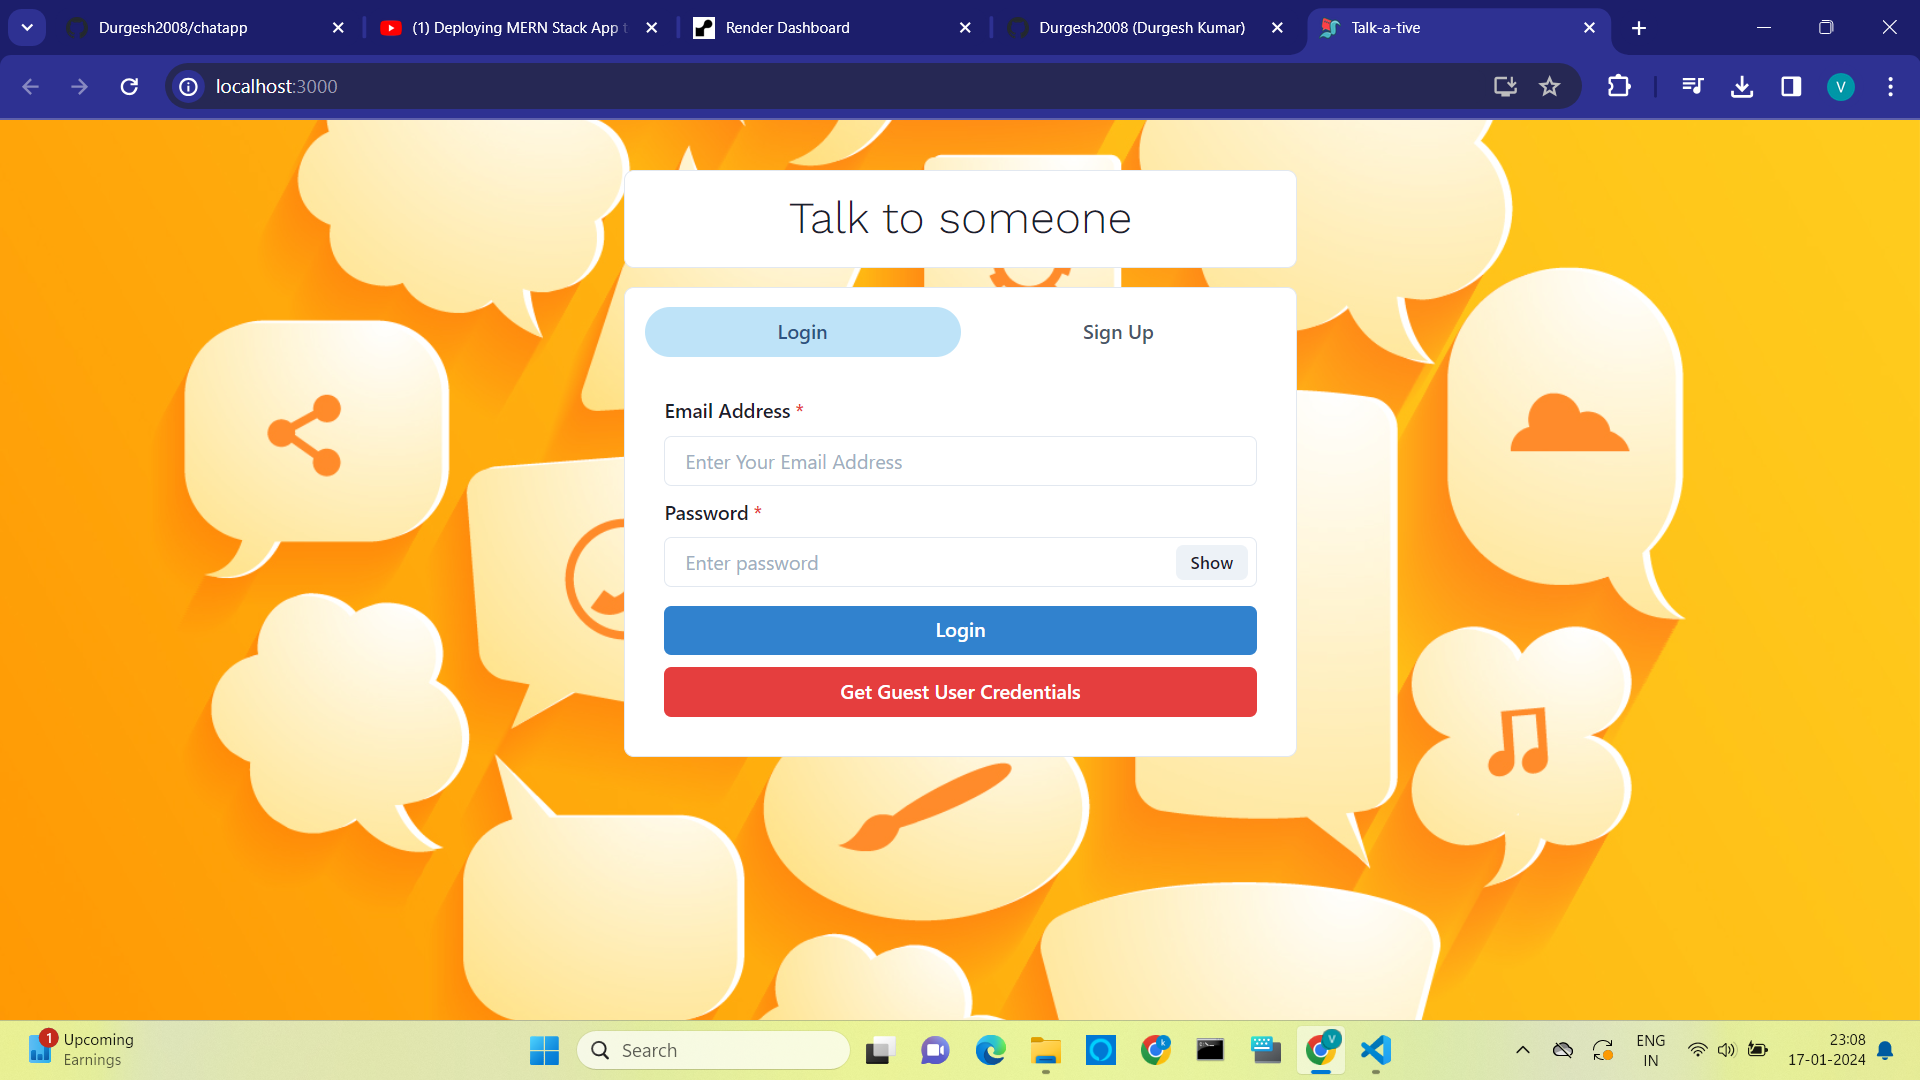 Durgesh2008/chatapp
(1) Deploying MERN Stack App t
Render Dashboard
Durgesh2008 (Durgesh Kumar)
Talk-a-tive
localhost:3000
V
Talk to someone
Login
Sign Up
Email Address *
Enter Your Email Address
Password *
Enter password
Show
Login
Get Guest User Credentials
1
Upcoming
Earnings
Search
k
V
ENG
IN
23:08
17-01-2024